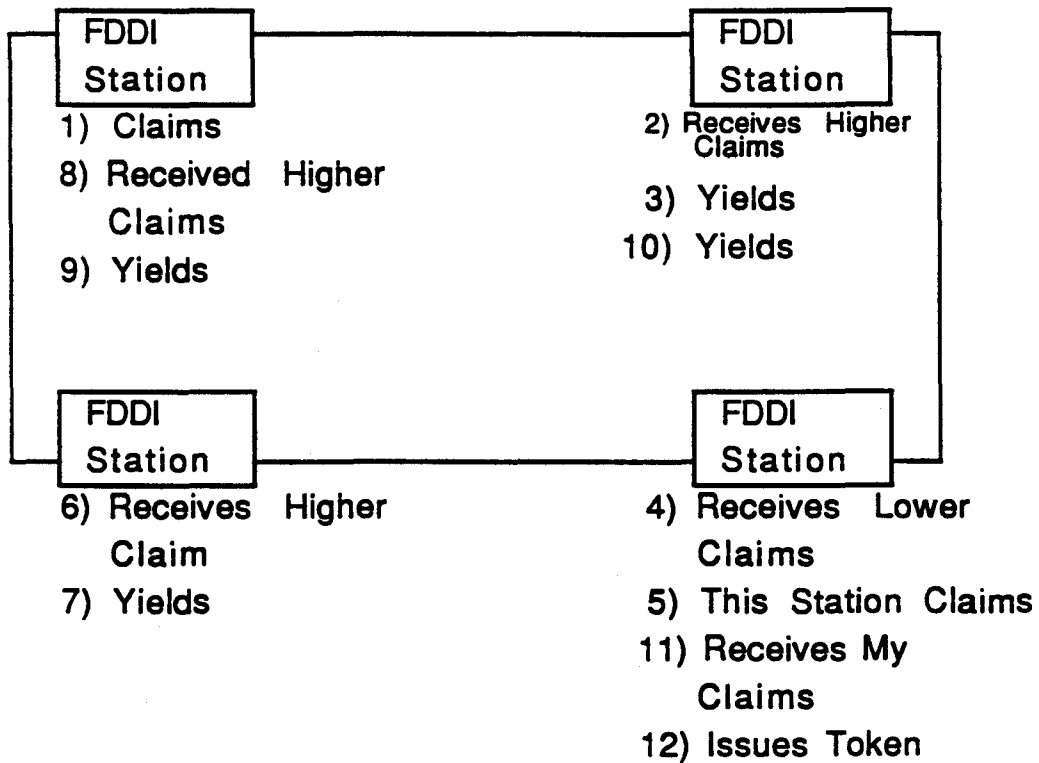 FDDI
Station
1) Claims
8) Received Higher
Claims
9) Yields
FDDI
Station
2) Receives Higher
Claims
3) Yields
10) Yields
FDDI
Station
6) Receives Higher
Claim
7) Yields
FDDI
Station
4) Receives Lower
Claims
5) This Station Claims
11) Receives My
Claims
12) Issues Token